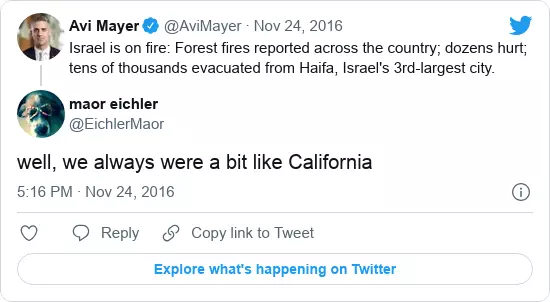 Avi Mayer @AviMayer · Nov 24, 2016
Israel is on fire: Forest fires reported across the country; dozens hurt;
tens of thousands evacuated from Haifa, Israel's 3rd-largest city.
maor eichler
@EichlerMaor
well, we always were a bit like California
5:16 PM · Nov 24, 2016
Reply Copy link to Tweet
Explore what's happening on Twitter